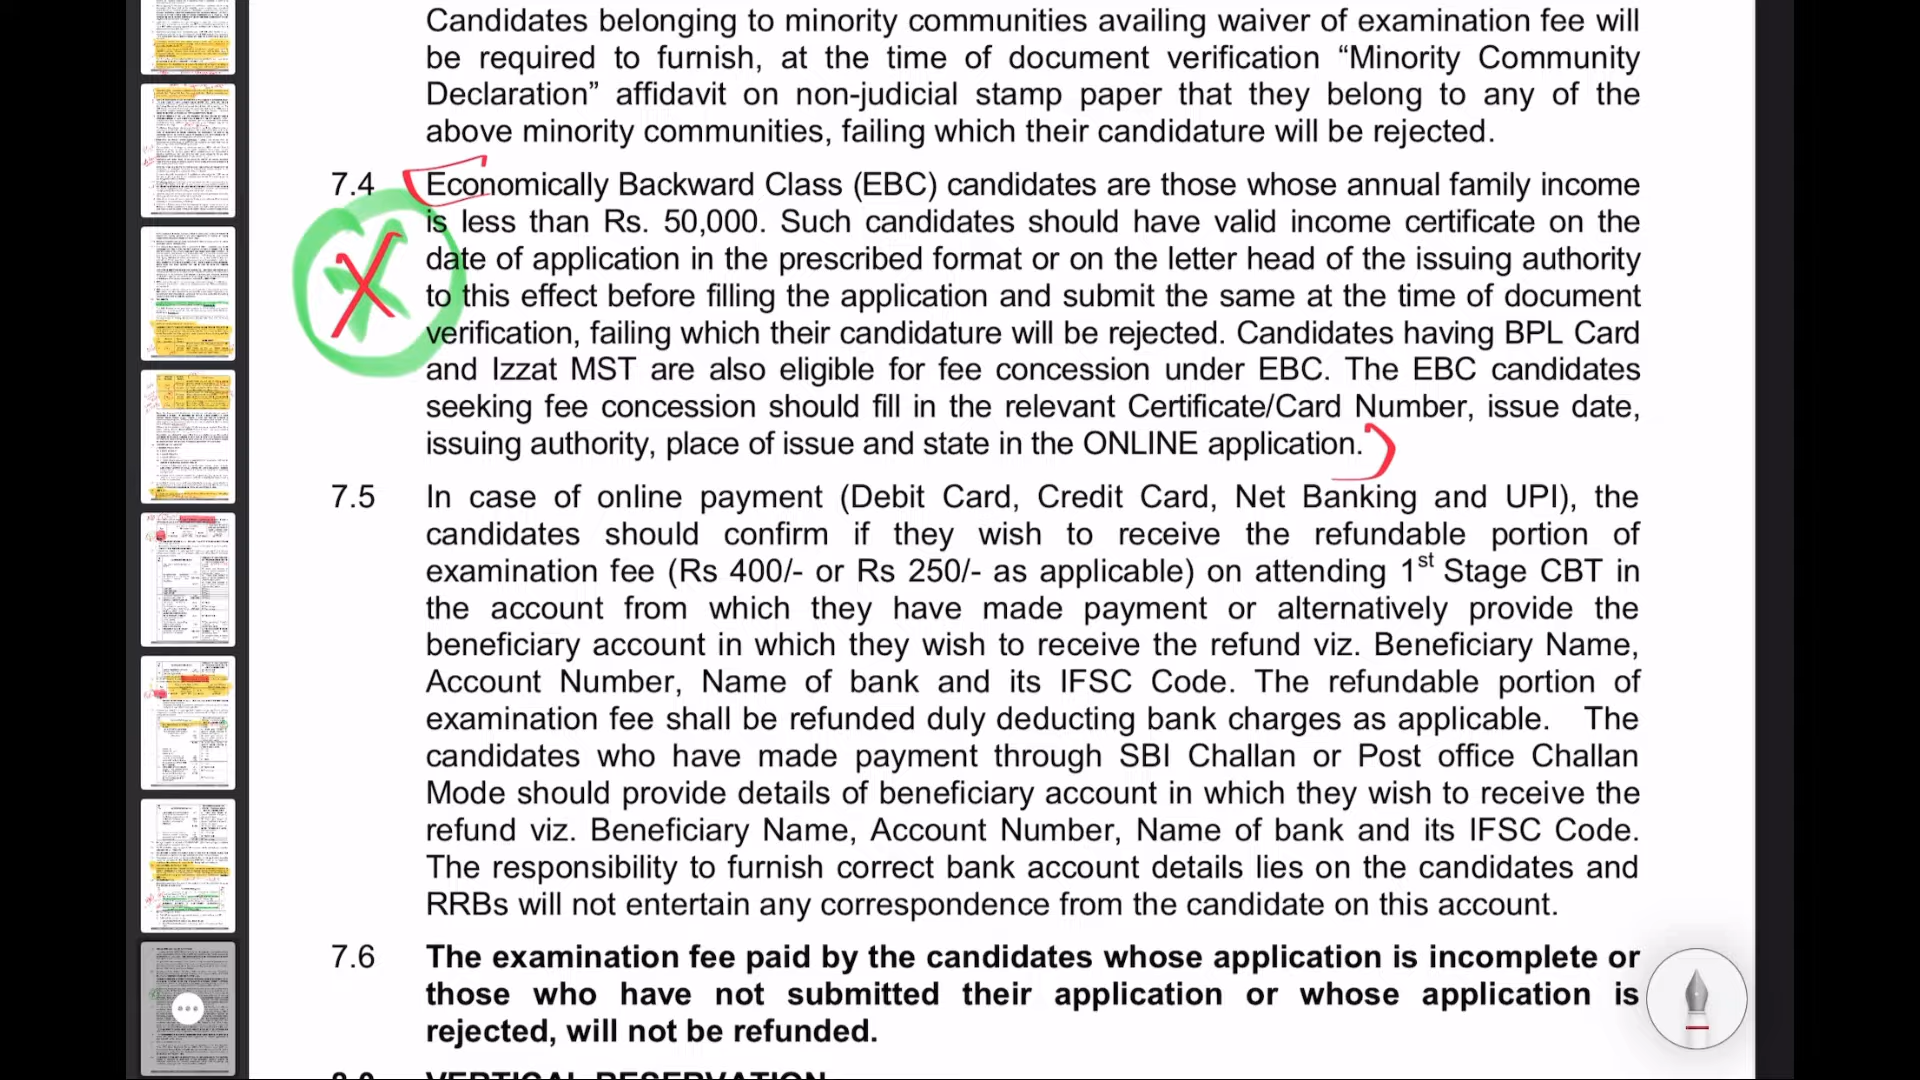 Candidates belonging to minority communities availing waiver of examination fee will
be required to furnish, at the time of document verification “Minority Community
Declaration” affidavit on non-judicial stamp paper that they belong to any of the
above minority communities, failing which their candidature will be rejected.
7.4 Economically Backward Class (EBC) candidates are those whose annual family income
is less than Rs. 50,000. Such candidates should have valid income certificate on the
date of application in the prescribed format or on the letter head of the issuing authority
to this effect before filling the application and submit the same at the time of document
verification, failing which their candidature will be rejected. Candidates having BPL Card
and Izzat MST are also eligible for fee concession under EBC. The EBC candidates
seeking fee concession should fill in the relevant Certificate/Card Number, issue date,
issuing authority, place of issue and state in the ONLINE application.
7.5 In case of online payment (Debit Card, Credit Card, Net Banking and UPI), the
candidates should confirm if they wish to receive the refundable portion of
examination fee (Rs 400/- or Rs 250/- as applicable) on attending 1st Stage CBT in
the account from which they have made payment or alternatively provide the
beneficiary account in which they wish to receive the refund viz. Beneficiary Name,
Account Number, Name of bank and its IFSC Code. The refundable portion of
examination fee shall be refunded duly deducting bank charges as applicable. The
candidates who have made payment through SBI Challan or Post office Challan
Mode should provide details of beneficiary account in which they wish to receive the
refund viz. Beneficiary Name, Account Number, Name of bank and its IFSC Code.
The responsibility to furnish correct bank account details lies on the candidates and
RRBs will not entertain any correspondence from the candidate on this account.
7.6 The examination fee paid by the candidates whose application is incomplete or
those who have not submitted their application or whose application is
rejected, will not be refunded.
8.0 VERTICAL RESERVATION